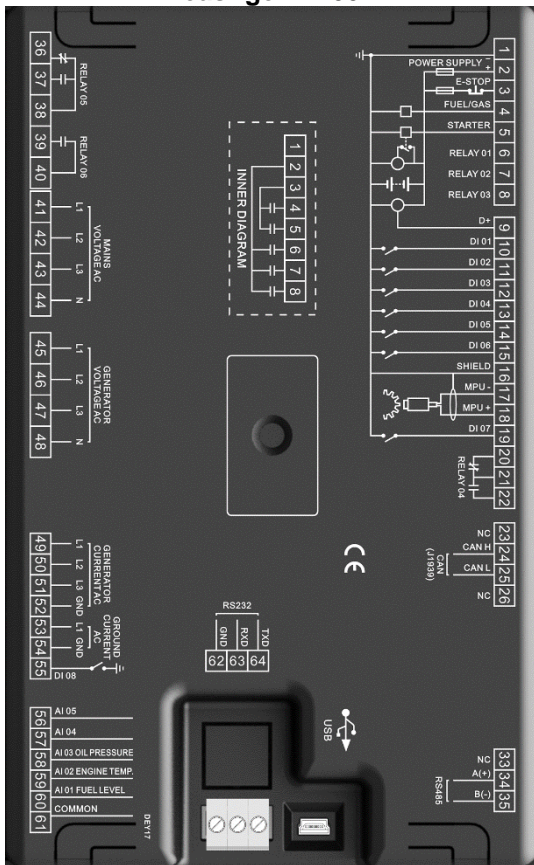 36
37
38
39
40
RELAY 05
RELAY 06
41
42
43
44
L1
L2
L3
N
MAINS
VOLTAGE AC
45
46
47
48
L1
L2
L3
N
GENERATOR
VOLTAGE AC
49
50
51
52
53
54
55
L1
L2
L3
GND
L1
GND
GENERATOR
CURRENT AC
GROUND
CURRENT
AC
DI 08
56
57
58
59
60
61
AI 05
AI 04
AI 03 OIL PRESSURE
AI 02 ENGINE TEMP.
AI 01 FUEL LEVEL
COMMON
DEY17
INNER DIAGRAM
1
2
3
4
5
6
7
8
RS232
GND
RXD
TXD
62
63
64
USB
CE
POWER SUPPLY - +
E-STOP
FUEL/GAS
STARTER
RELAY 01
RELAY 02
RELAY 03
1
2
3
4
5
6
7
8
D+
DI 01
DI 02
DI 03
DI 04
DI 05
DI 06
SHIELD
MPU -
MPU +
DI 07
RELAY 04
9
10
11
12
13
14
15
16
17
18
19
20
21
22
NC
CAN H
CAN L
NC
CAN
(J1939)
23
24
25
26
NC
A(+)
B(-)
RS485
33
34
35